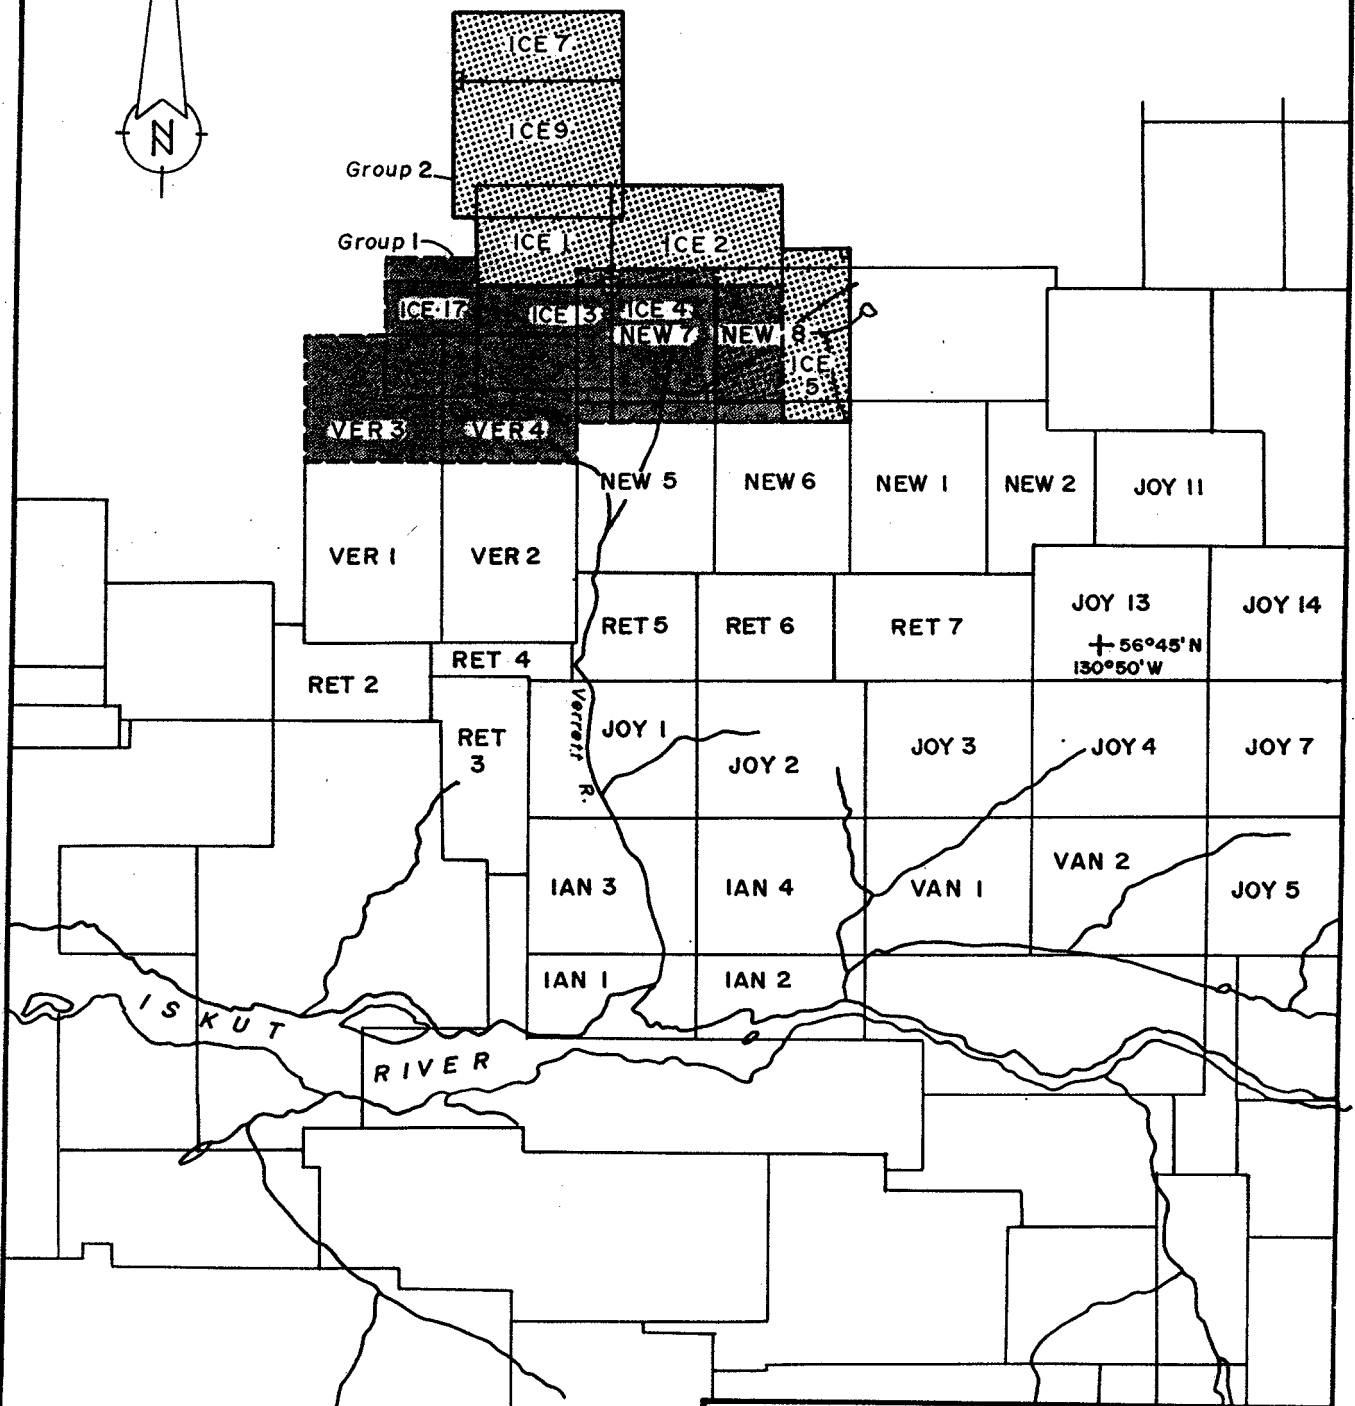 ICE 7
N
ICE 9
Group 2
Group 1
ICE 1
ICE 2
ICE 17
ICE 3
ICE 4
NEW 7
NEW 8
ICE 5
VER 3
VER 4
NEW 5
NEW 6
NEW 1
NEW 2
JOY 11
VER 1
VER 2
RET 5
RET 6
RET 7
JOY 13
JOY 14
56°45'N
130°50'W
RET 4
RET 2
RET 3
Verrett R.
JOY 1
JOY 2
JOY 3
JOY 4
JOY 7
IAN 3
IAN 4
VAN 1
VAN 2
JOY 5
IAN 1
IAN 2
ISKUT
RIVER